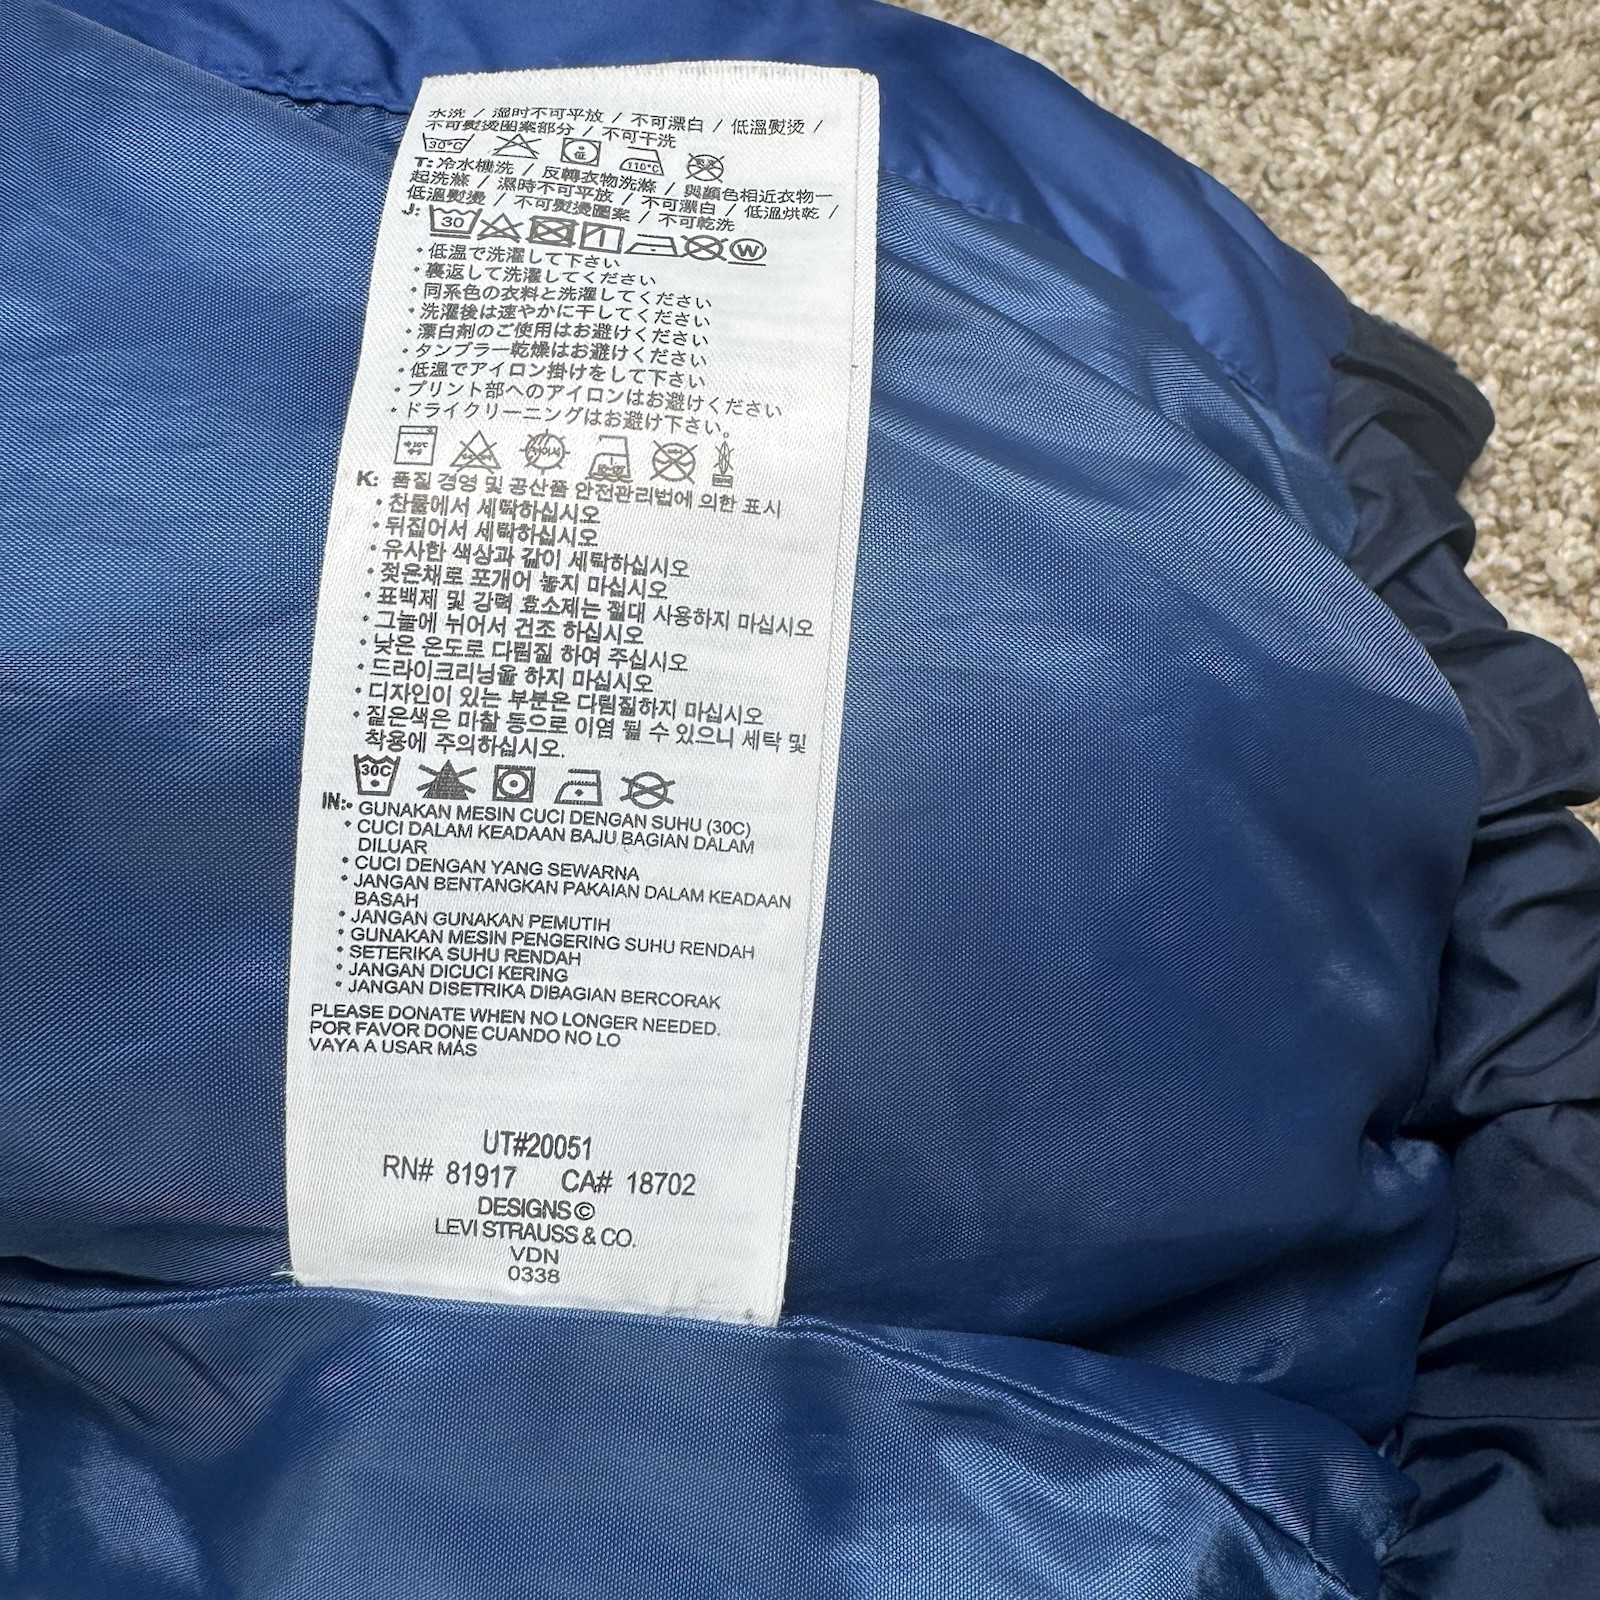 水洗 / 湿时不可平放 / 不可漂白 / 低溫熨烫 /
不可熨烫图案部分 / 不可干洗
30°C 低 110°C
T: 冷水機洗 / 反轉衣物洗滌 / 與顏色相近衣物一
起洗滌 / 濕時不可平放 / 不可漂白 / 低溫烘乾 /
低溫熨燙 / 不可熨燙圖案 / 不可乾洗
J: 30 W
・低温で洗濯して下さい
・裏返して洗濯してください
・同系色の衣料と洗濯してください
・洗濯後は速やかに干してください
・漂白剤のご使用はお避けください
・タンブラー乾燥はお避けください
・低温でアイロン掛けをして下さい
・プリント部へのアイロンはお避けください
・ドライクリーニングはお避け下さい。
K: 품질 경영 및 공산품 안전관리법에 의한 표시
• 찬물에서 세탁하십시오
• 뒤집어서 세탁하십시오
• 유사한 색상과 같이 세탁하십시오
• 젖은채로 포개어 놓지 마십시오
• 표백제 및 강력 효소제는 절대 사용하지 마십시오
• 그늘에 뉘어서 건조 하십시오
• 낮은 온도로 다림질 하여 주십시오
• 드라이크리닝을 하지 마십시오
• 디자인이 있는 부분은 다림질하지 마십시오
• 짙은색은 마찰 등으로 이염 될 수 있으니 세탁 및
착용에 주의하십시오.
30C
IN: • GUNAKAN MESIN CUCI DENGAN SUHU (30C)
• CUCI DALAM KEADAAN BAJU BAGIAN DALAM
DILUAR
• CUCI DENGAN YANG SEWARNA
• JANGAN BENTANGKAN PAKAIAN DALAM KEADAAN
BASAH
• JANGAN GUNAKAN PEMUTIH
• GUNAKAN MESIN PENGERING SUHU RENDAH
• SETERIKA SUHU RENDAH
• JANGAN DICUCI KERING
• JANGAN DISETRIKA DIBAGIAN BERCORAK
PLEASE DONATE WHEN NO LONGER NEEDED.
POR FAVOR DONE CUANDO NO LO
VAYA A USAR MÁS
UT#20051
RN# 81917 CA# 18702
DESIGNS©
LEVI STRAUSS & CO.
VDN
0338